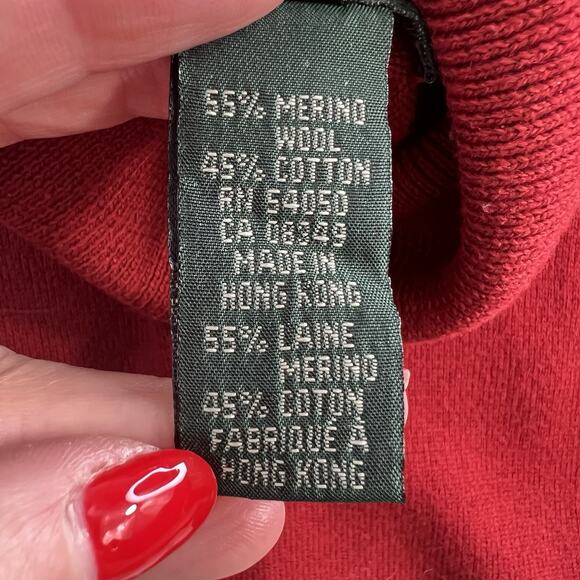 55% MERINO
WOOL
45% COTTON
RN 54050
CA 08349
MADE IN
HONG KONG
55% LAINE
MERINO
45% COTON
FABRIQUÉ À
HONG KONG